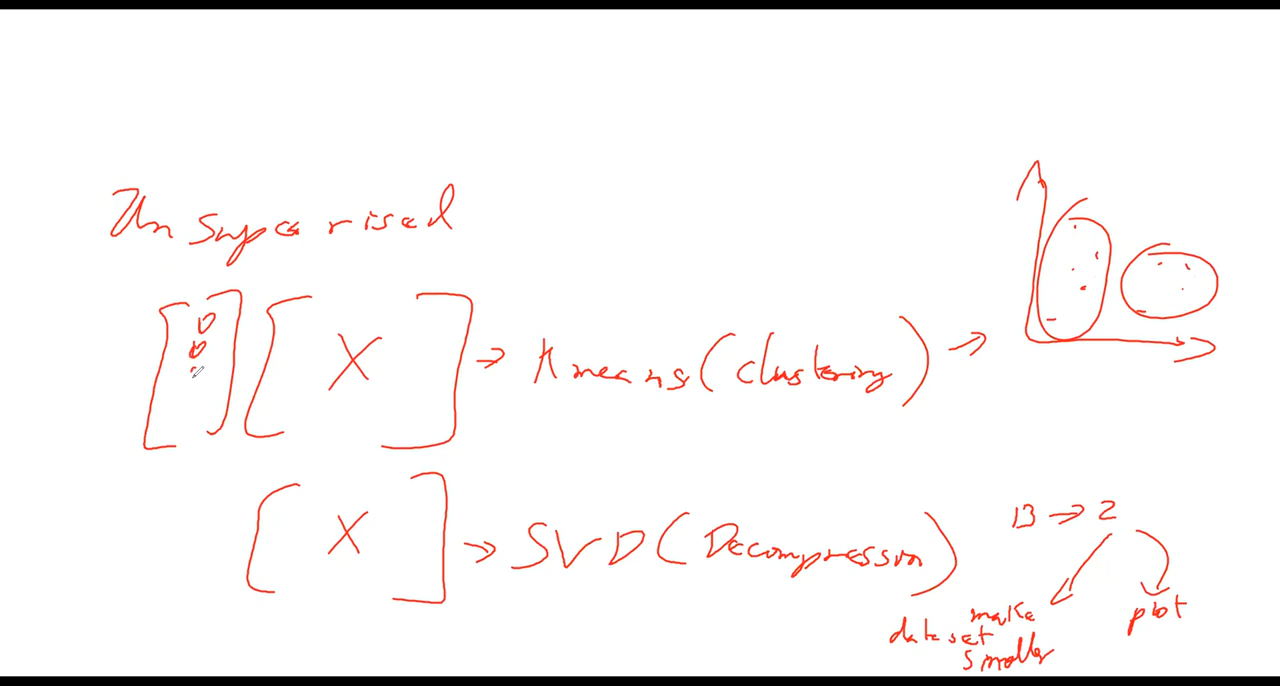 Unsupervised
X → Kmeans (Clustering) →
X → SVD (Decompression)
13 → 2
make
dataset
smaller
plot